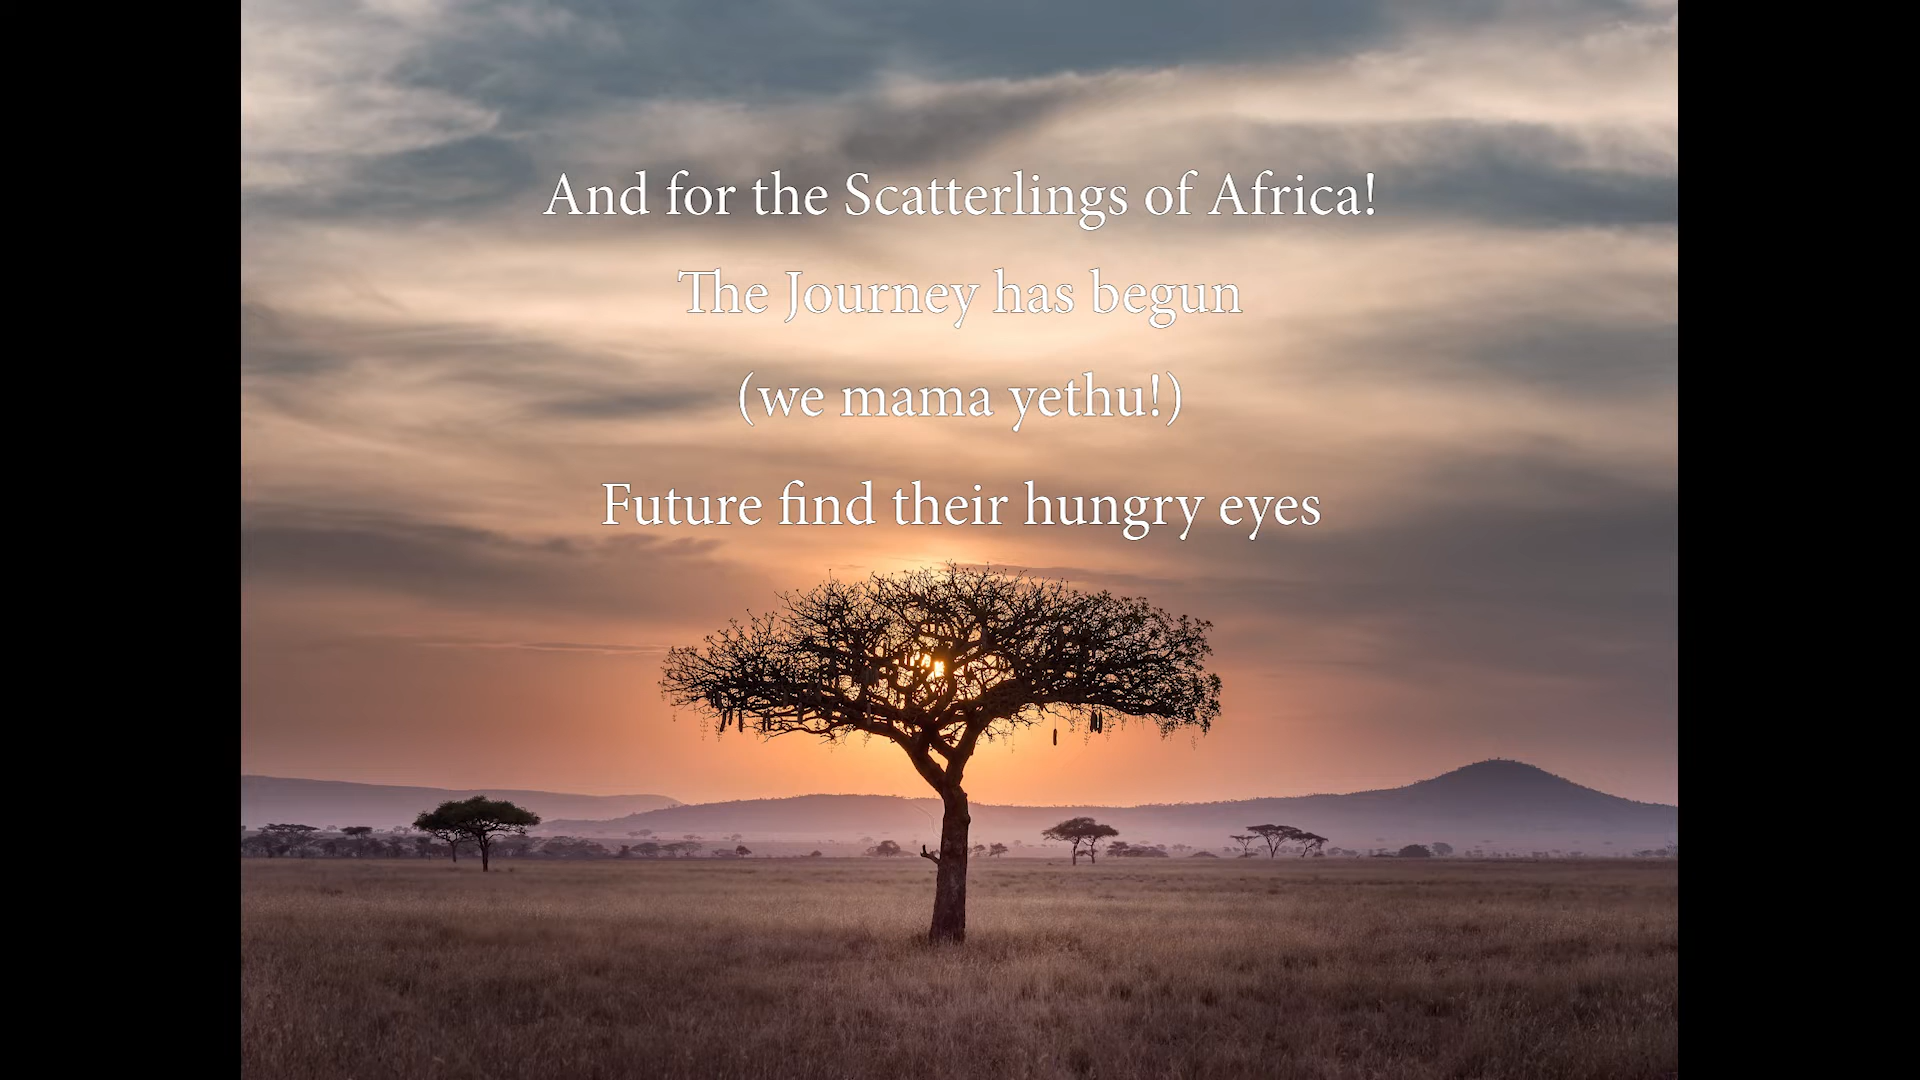 And for the Scatterlings of Africa!
The Journey has begun
(we mama yethu!)
Future find their hungry eyes